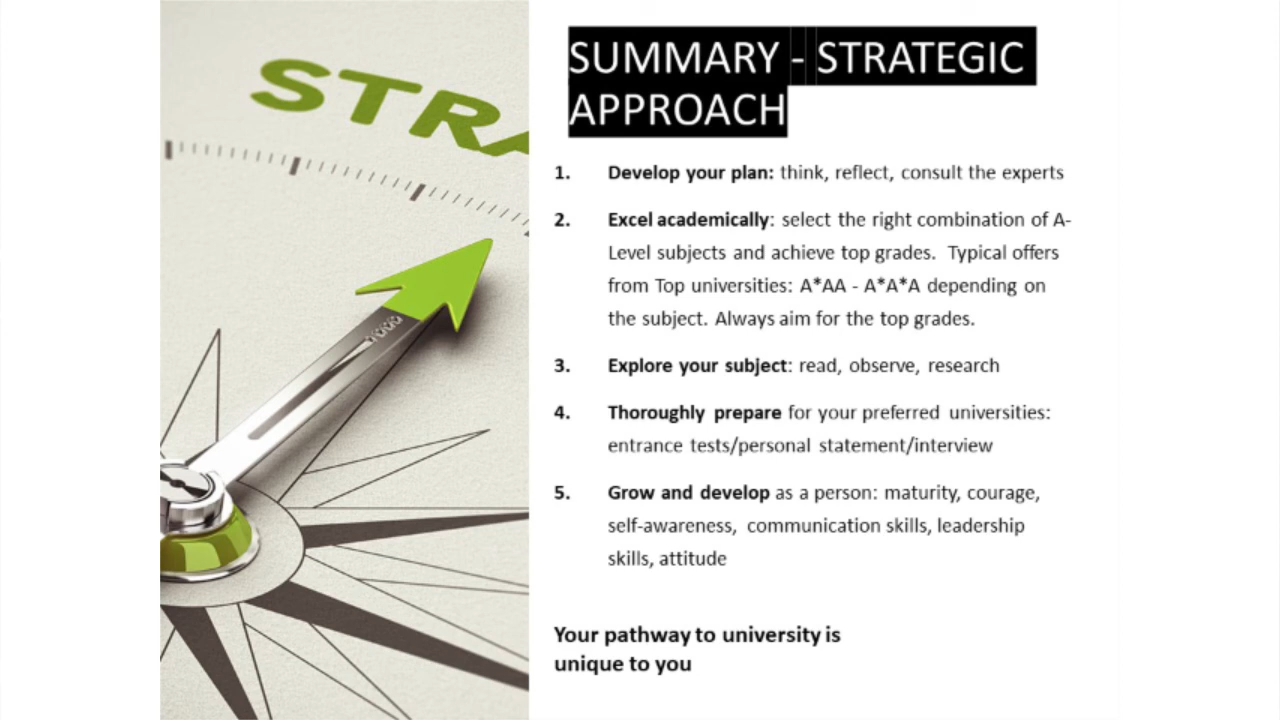 STRA
SUMMARY - STRATEGIC
APPROACH
1. Develop your plan: think, reflect, consult the experts
2. Excel academically: select the right combination of A-
Level subjects and achieve top grades. Typical offers
from Top universities: A*AA - A*A*A depending on
the subject. Always aim for the top grades.
3. Explore your subject: read, observe, research
4. Thoroughly prepare for your preferred universities:
entrance tests/personal statement/interview
5. Grow and develop as a person: maturity, courage,
self-awareness, communication skills, leadership
skills, attitude
Your pathway to university is
unique to you